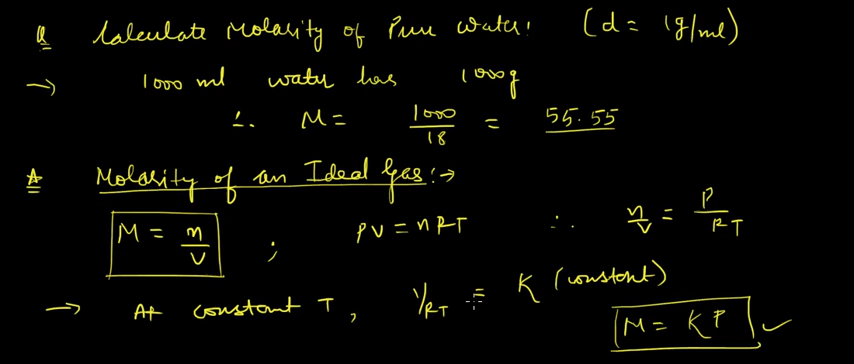 Q Calculate Molarity of Pure Water: (d = 1g/ml)
→ 1000 ml water has 1000g
∴ M = 1000/18 = 55.55
* Molarity of an Ideal Gas:→
M = n/V ; PV = nRT ∴ n/V = P/RT
→ At constant T, 1/RT = K (constant)
M = KP ✓